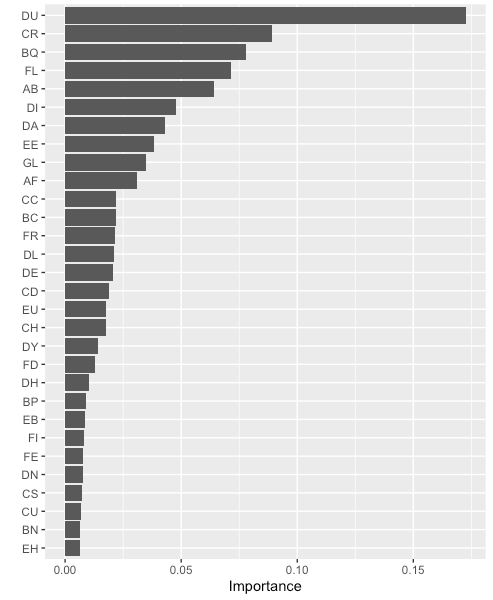 DU
CR
BQ
FL
AB
DI
DA
EE
GL
AF
CC
BC
FR
DL
DE
CD
EU
CH
DY
FD
DH
BP
EB
FI
FE
DN
CS
CU
BN
EH
0.00 0.05 0.10 0.15
Importance